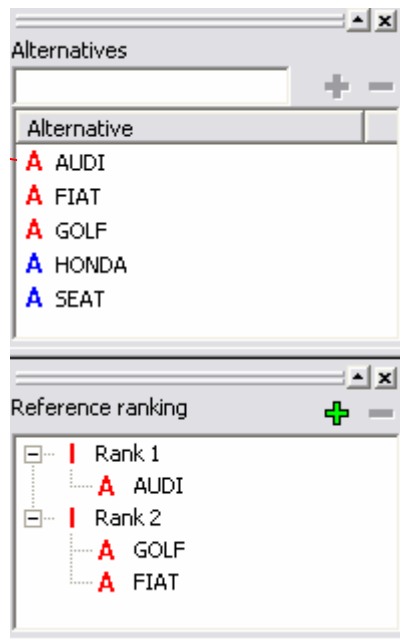 Alternatives
Alternative
A AUDI
A FIAT
A GOLF
A HONDA
A SEAT
Reference ranking
Rank 1
A AUDI
Rank 2
A GOLF
A FIAT